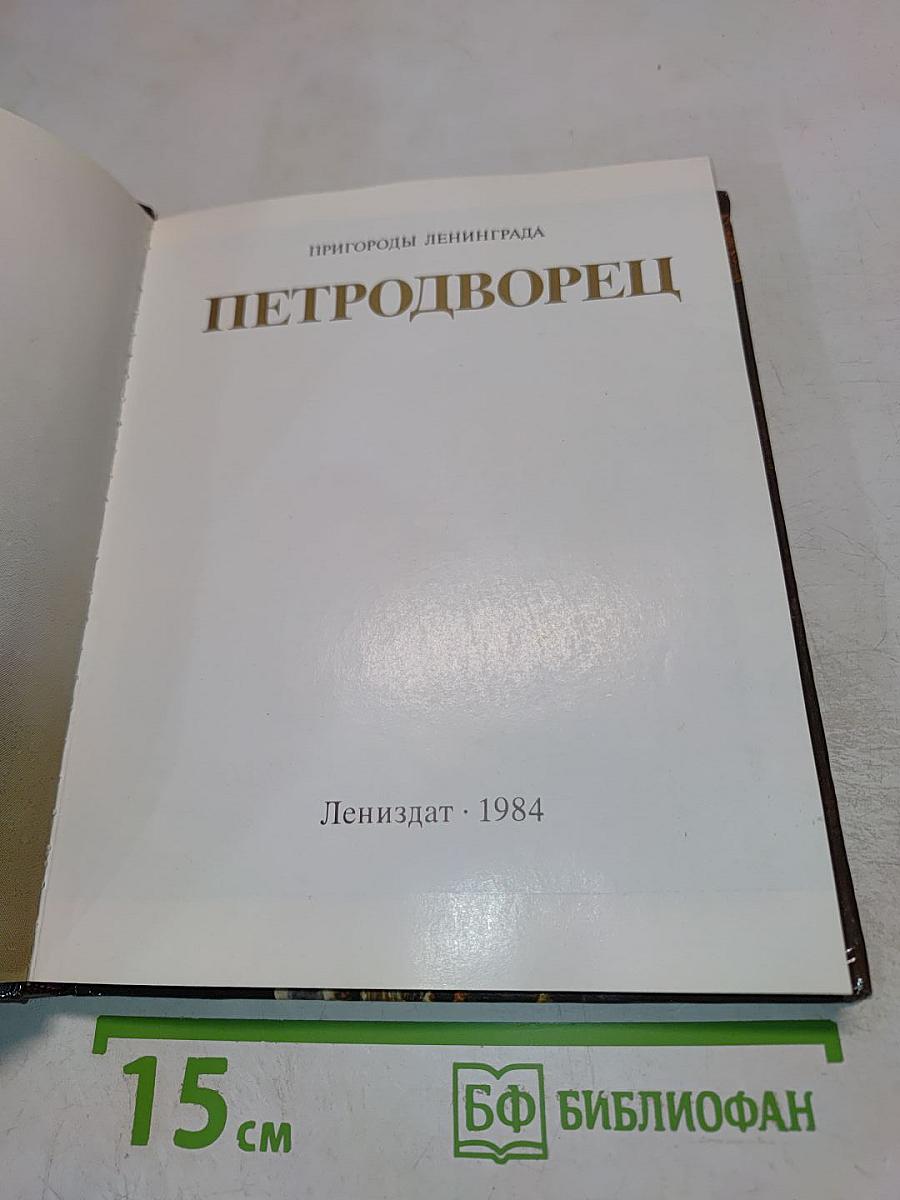 ПРИГОРОДЫ ЛЕНИНГРАДА
ПЕТРОДВОРЕЦ
Лениздат · 1984
15 см
БФ БИБЛИОФАН